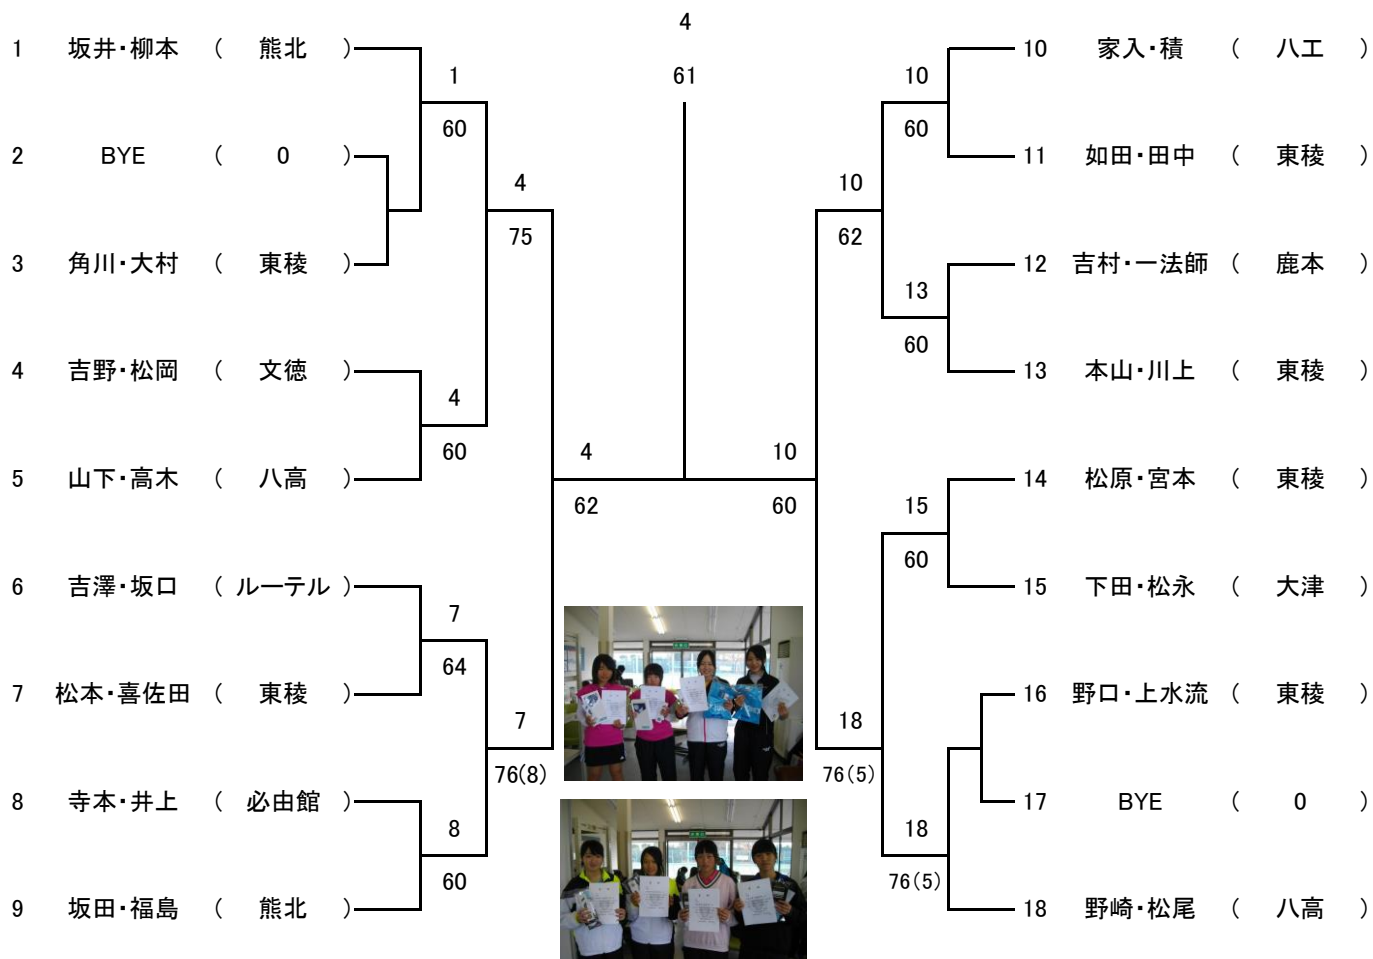 4
61
1 坂井・柳本 ( 熊北 )
1
60
2 BYE ( 0 )
4
75
3 角川・大村 ( 東稜 )
4 吉野・松岡 ( 文徳 )
4
60
5 山下・高木 ( 八高 )
4
62
6 吉澤・坂口 ( ルーテル )
7
64
7 松本・喜佐田 ( 東稜 )
7
76(8)
8 寺本・井上 ( 必由館 )
8
60
9 坂田・福島 ( 熊北 )
10 家入・積 ( 八工 )
10
60
11 如田・田中 ( 東稜 )
10
62
12 吉村・一法師 ( 鹿本 )
13
60
13 本山・川上 ( 東稜 )
10
60
14 松原・宮本 ( 東稜 )
15
60
15 下田・松永 ( 大津 )
16 野口・上水流 ( 東稜 )
18
76(5)
17 BYE ( 0 )
18
76(5)
18 野崎・松尾 ( 八高 )